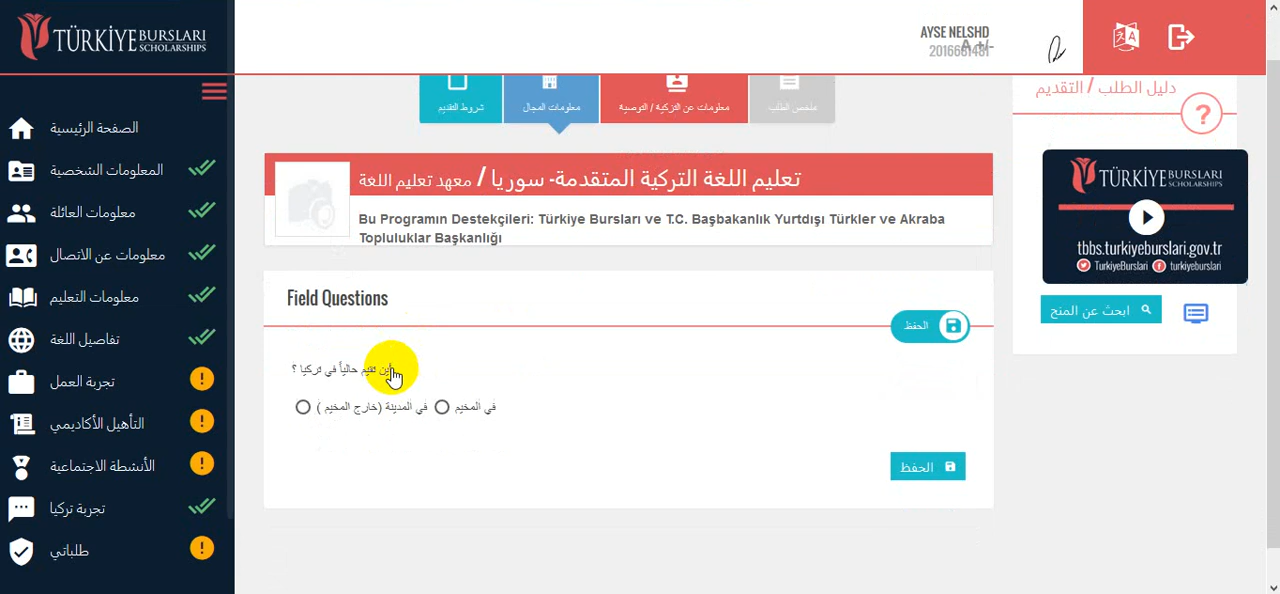 TÜRKİYE BURSLARI SCHOLARSHIPS
AYSE NELSHD
A +/-
الصفحة الرئيسية
المعلومات الشخصية
معلومات العائلة
معلومات عن الاتصال
معلومات التعليم
تفاصيل اللغة
تجربة العمل
التأهيل الأكاديمي
الأنشطة الاجتماعية
تجربة تركيا
طلباتي
شروط التقديم
معلومات المجال
معلومات عن التزكية / التوصية
ملخص الطلب
تعليم اللغة التركية المتقدمة- سوريا / معهد تعليم اللغة
Bu Programın Destekçileri: Türkiye Bursları ve T.C. Başbakanlık Yurtdışı Türkler ve Akraba
Topluluklar Başkanlığı
Field Questions
الحفظ
أين تقيم حالياً في تركيا ؟
في المدينة (خارج المخيم )
في المخيم
الحفظ
دليل الطلب / التقديم
?
TÜRKİYE BURSLARI SCHOLARSHIPS
tbbs.turkiyeburslari.gov.tr
TurkiyeBurslari turkiyeburslari
ابحث عن المنح